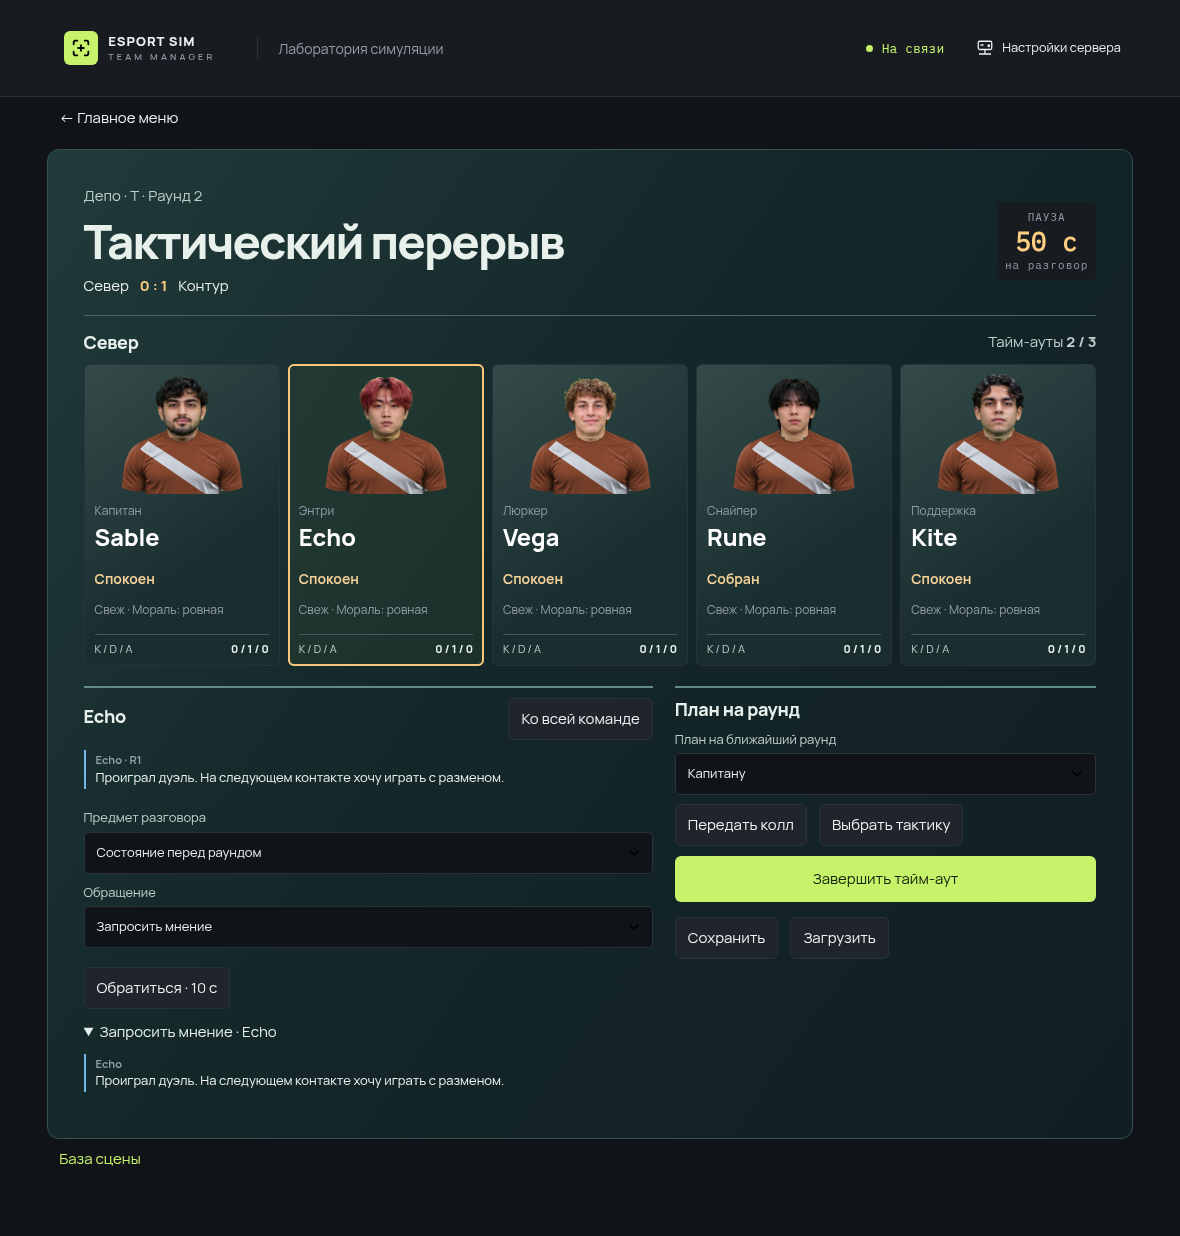 ESPORT SIM
TEAM MANAGER
Лаборатория симуляции
На связи
Настройки сервера
← Главное меню
Депо · T · Раунд 2
Тактический перерыв
Север 0 : 1 Контур
ПАУЗА
50 с
на разговор
Север
Тайм-ауты 2 / 3
Капитан
Sable
Спокоен
Свеж · Мораль: ровная
K/D/A 0/1/0
Энтри
Echo
Спокоен
Свеж · Мораль: ровная
K/D/A 0/1/0
Люркер
Vega
Спокоен
Свеж · Мораль: ровная
K/D/A 0/1/0
Снайпер
Rune
Собран
Свеж · Мораль: ровная
K/D/A 0/1/0
Поддержка
Kite
Спокоен
Свеж · Мораль: ровная
K/D/A 0/1/0
Echo
Ко всей команде
Echo · R1
Проиграл дуэль. На следующем контакте хочу играть с разменом.
Предмет разговора
Состояние перед раундом
Обращение
Запросить мнение
Обратиться · 10 с
▼ Запросить мнение · Echo
Echo
Проиграл дуэль. На следующем контакте хочу играть с разменом.
План на раунд
План на ближайший раунд
Капитану
Передать колл
Выбрать тактику
Завершить тайм-аут
Сохранить
Загрузить
База сцены